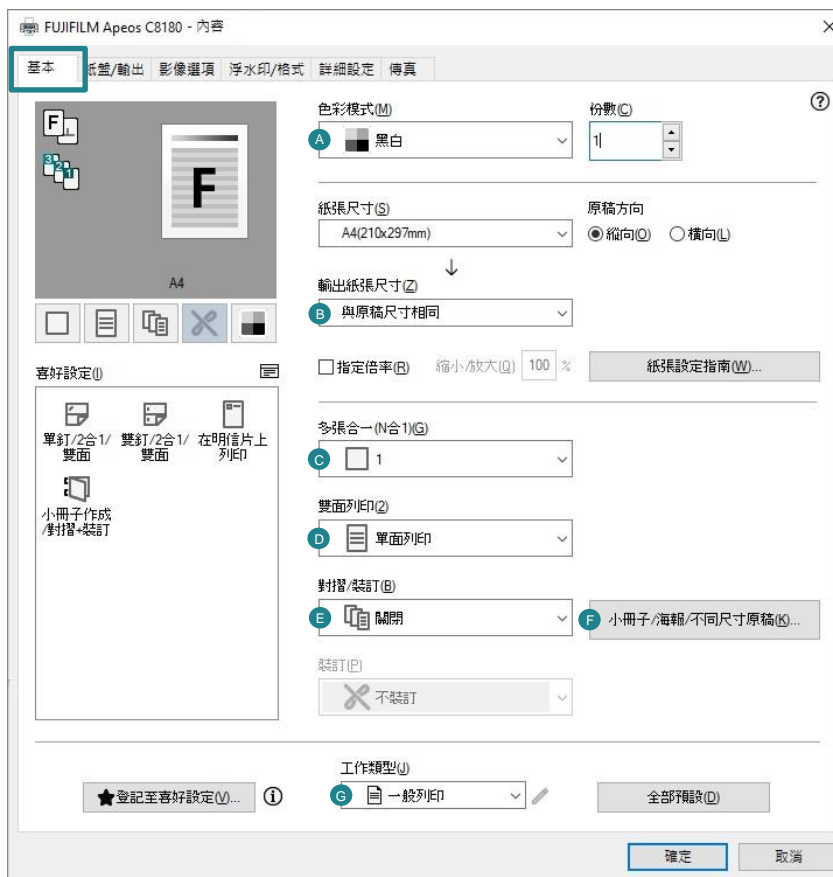 FUJIFILM Apeos C8180 - 內容
基本 紙盤/輸出 影像選項 浮水印/格式 詳細設定 傳真
F
3 2 1
F
A4
喜好設定(I)
單釘/2合1/
雙面
雙釘/2合1/
雙面
在明信片上
列印
小冊子作成
/對摺+裝訂
色彩模式(M)
A 黑白
份數(C)
1
紙張尺寸(S)
A4(210x297mm)
原稿方向
縱向(O) 橫向(L)
輸出紙張尺寸(Z)
B 與原稿尺寸相同
指定倍率(R) 縮小/放大(Q) 100 %
紙張設定指南(W)...
多張合一(N合1)(G)
C 1
雙面列印(2)
D 單面列印
對摺/裝訂(B)
E 關閉
F 小冊子/海報/不同尺寸原稿(K)...
裝訂(P)
不裝訂
登記至喜好設定(V)...
工作類型(J)
G 一般列印
全部預設(D)
確定 取消